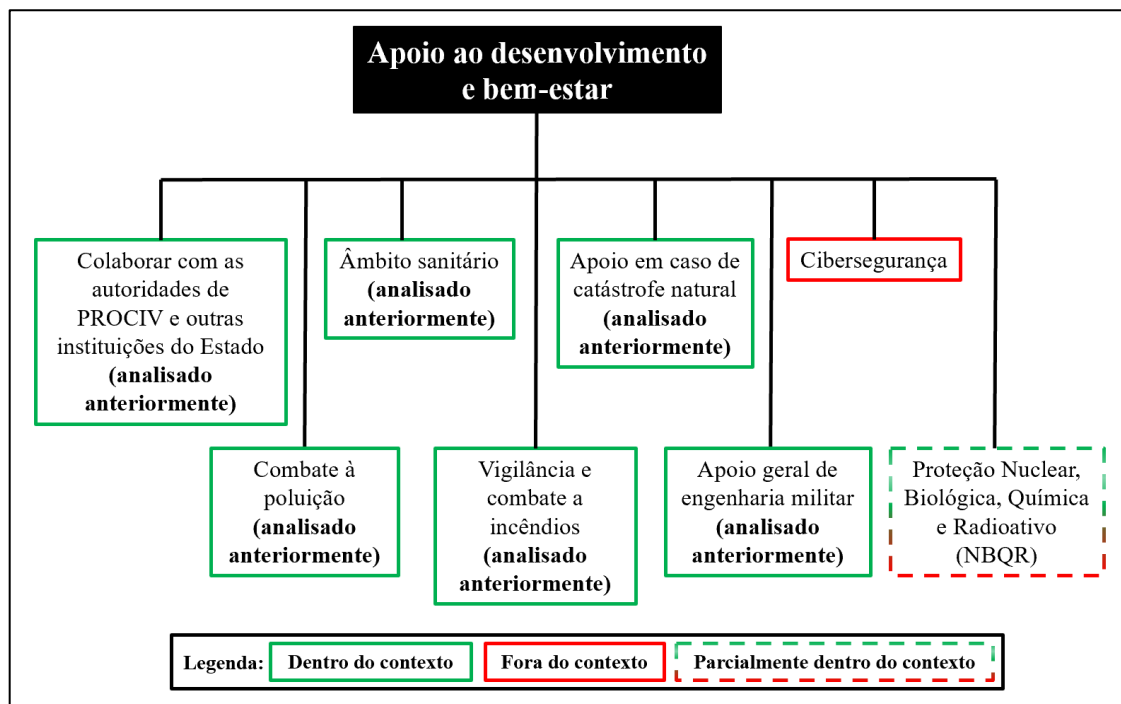 Apoio ao desenvolvimento
e bem-estar
Colaborar com as
autoridades de
PROCIV e outras
instituições do Estado
(analisado
anteriormente)
Âmbito sanitário
(analisado
anteriormente)
Apoio em caso de
catástrofe natural
(analisado
anteriormente)
Cibersegurança
Combate à
poluição
(analisado
anteriormente)
Vigilância e
combate a
incêndios
(analisado
anteriormente)
Apoio geral de
engenharia militar
(analisado
anteriormente)
Proteção Nuclear,
Biológica, Química
e Radioativo
(NBQR)
Legenda:
Dentro do contexto
Fora do contexto
Parcialmente dentro do contexto